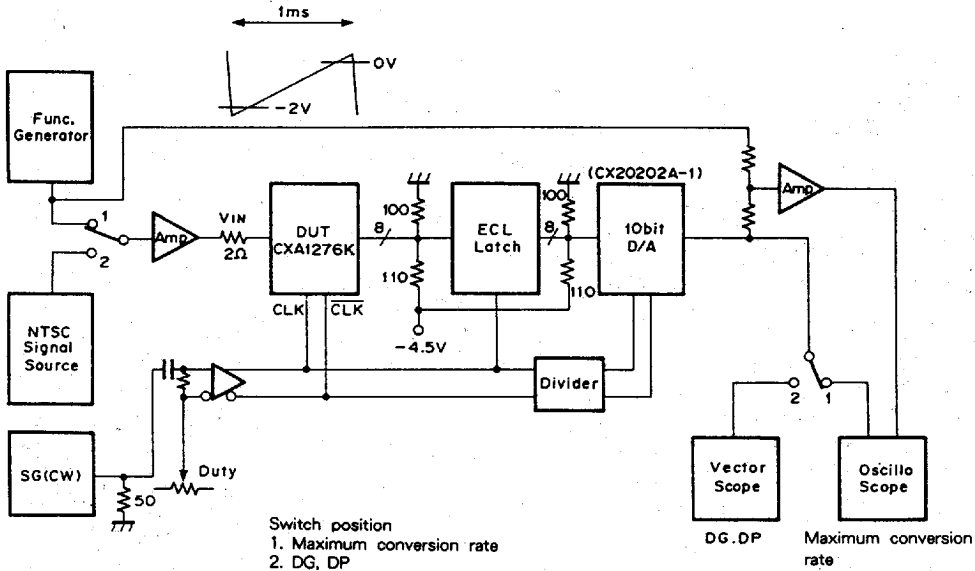 1ms
0V
-2V
Func.
Generator
(CX20202A-1)
1
2
Amp
VIN
2Ω
DUT
CXA1276K
8
100
110
ECL
Latch
8
100
110
10bit
D/A
Amp
CLK
CLK
-4.5V
NTSC
Signal
Source
Divider
2
1
SG(CW)
50
Duty
Vector
Scope
Oscillo
Scope
DG.DP
Maximum conversion
rate
Switch position
1. Maximum conversion rate
2. DG, DP